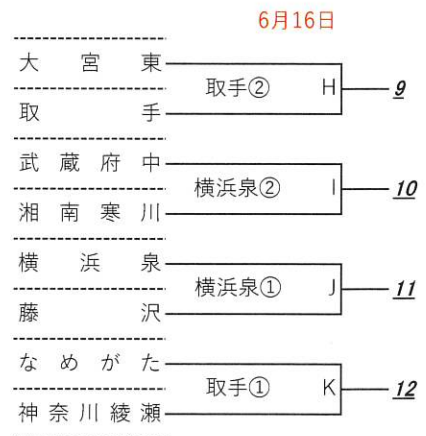 6月16日
大宮東
取手② H 9
取手
武蔵府中
横浜泉② I 10
湘南寒川
横浜泉
横浜泉① J 11
藤沢
なめがた
取手① K 12
神奈川綾瀬